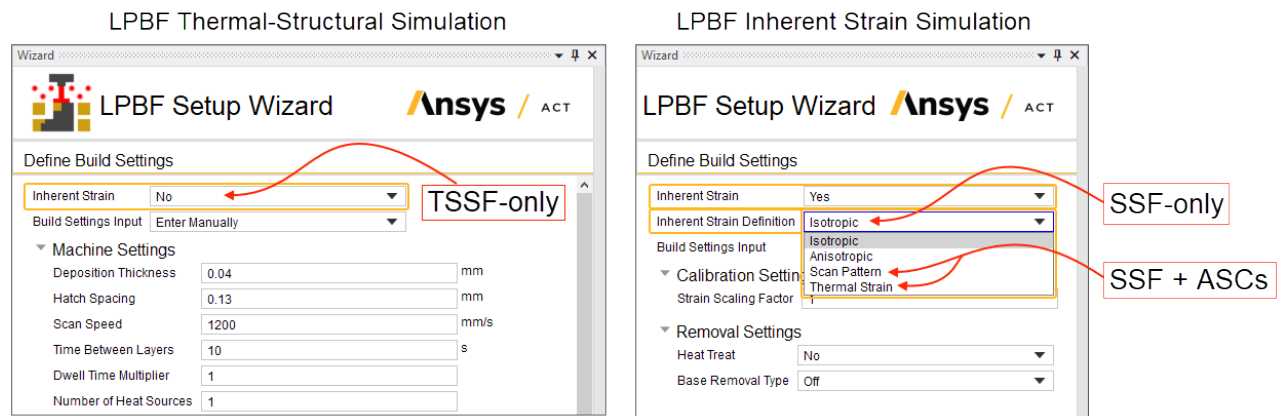 LPBF Thermal-Structural Simulation
Wizard
LPBF Setup Wizard
Ansys / ACT
Define Build Settings
Inherent Strain No
TSSF-only
Build Settings Input Enter Manually
Machine Settings
Deposition Thickness 0.04 mm
Hatch Spacing 0.13 mm
Scan Speed 1200 mm/s
Time Between Layers 10 s
Dwell Time Multiplier 1
Number of Heat Sources 1
LPBF Inherent Strain Simulation
Wizard
LPBF Setup Wizard
Ansys / ACT
Define Build Settings
Inherent Strain Yes
SSF-only
Inherent Strain Definition Isotropic
Isotropic
Build Settings Input
Anisotropic
Scan Pattern
Calibration Settin
Thermal Strain
SSF + ASCs
Strain Scaling Factor 1
Removal Settings
Heat Treat No
Base Removal Type Off